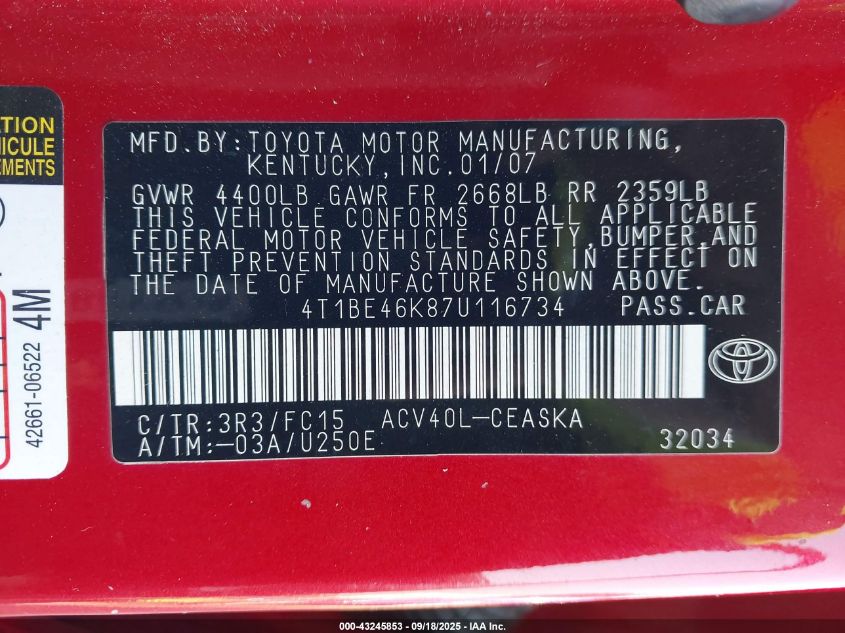 ATION
HICULE
EMENTS
42661-06522 4M
MFD.BY:TOYOTA MOTOR MANUFACTURING,
KENTUCKY,INC.01/07
GVWR 4400LB GAWR FR 2668LB RR 2359LB
THIS VEHICLE CONFORMS TO ALL APPLICABLE
FEDERAL MOTOR VEHICLE SAFETY,BUMPER,AND
THEFT PREVENTION STANDARDS IN EFFECT ON
THE DATE OF MANUFACTURE SHOWN ABOVE.
4T1BE46K87U116734 PASS.CAR
C/TR:3R3/FC15 ACV40L-CEASKA
A/TM:-03A/U250E 32034
000-43245853 - 09/18/2025 - IAA Inc.